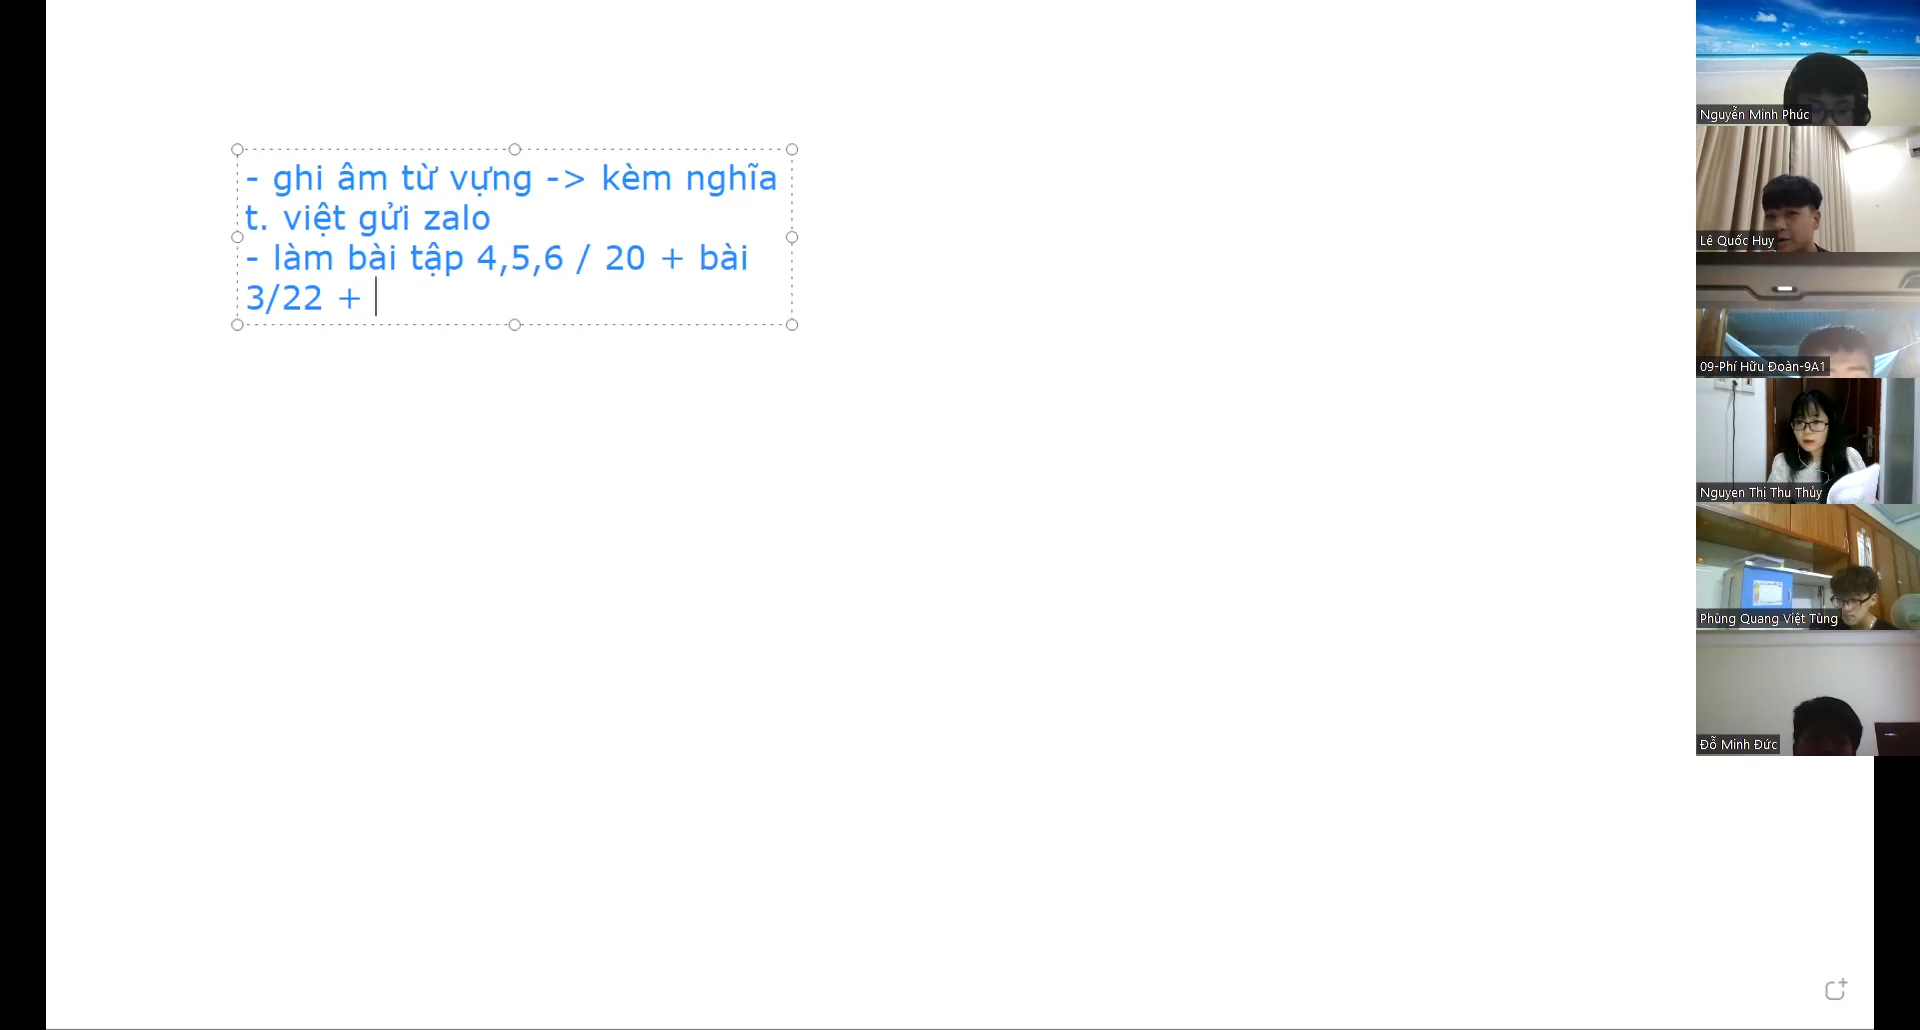 - ghi âm từ vựng -> kèm nghĩa
t. việt gửi zalo
- làm bài tập 4,5,6 / 20 + bài
3/22 +
Nguyễn Minh Phúc
Lê Quốc Huy
09-Phí Hữu Đoàn-9A1
Nguyen Thị Thu Thủy
Phùng Quang Việt Tùng
Đỗ Minh Đức